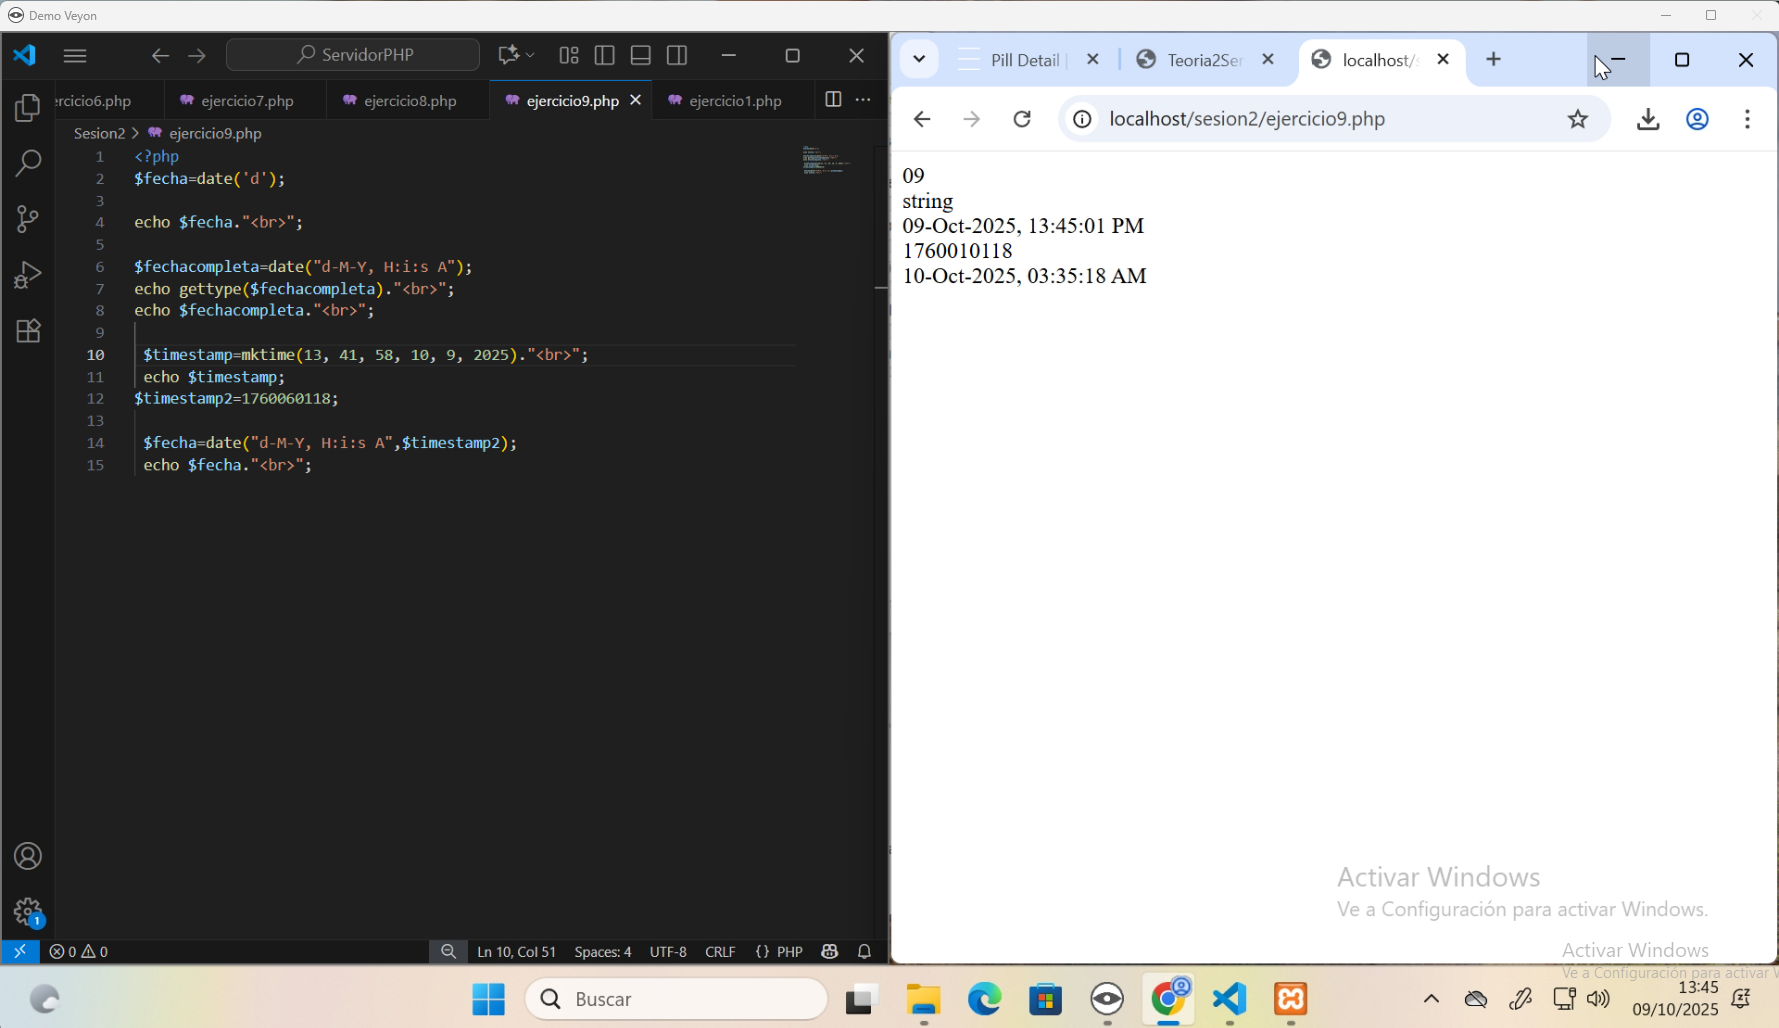 Demo Veyon
ServidorPHP
ercicio6.php
ejercicio7.php
ejercicio8.php
ejercicio9.php
ejercicio1.php
Sesion2 > ejercicio9.php
1 <?php
2 $fecha=date('d');
3
4 echo $fecha."<br>";
5
6 $fechacompleta=date("d-M-Y, H:i:s A");
7 echo gettype($fechacompleta)."<br>";
8 echo $fechacompleta."<br>";
9
10 $timestamp=mktime(13, 41, 58, 10, 9, 2025)."<br>";
11 echo $timestamp;
12 $timestamp2=1760060118;
13
14 $fecha=date("d-M-Y, H:i:s A",$timestamp2);
15 echo $fecha."<br>";
1
0 0
Ln 10, Col 51
Spaces: 4
UTF-8
CRLF
{} PHP
Pill Detail
Teoria2Ser
localhost/s
localhost/sesion2/ejercicio9.php
09
string
09-Oct-2025, 13:45:01 PM
1760010118
10-Oct-2025, 03:35:18 AM
Activar Windows
Ve a Configuración para activar Windows.
Activar Windows
Ve a Configuración para activar W
Buscar
13:45
09/10/2025